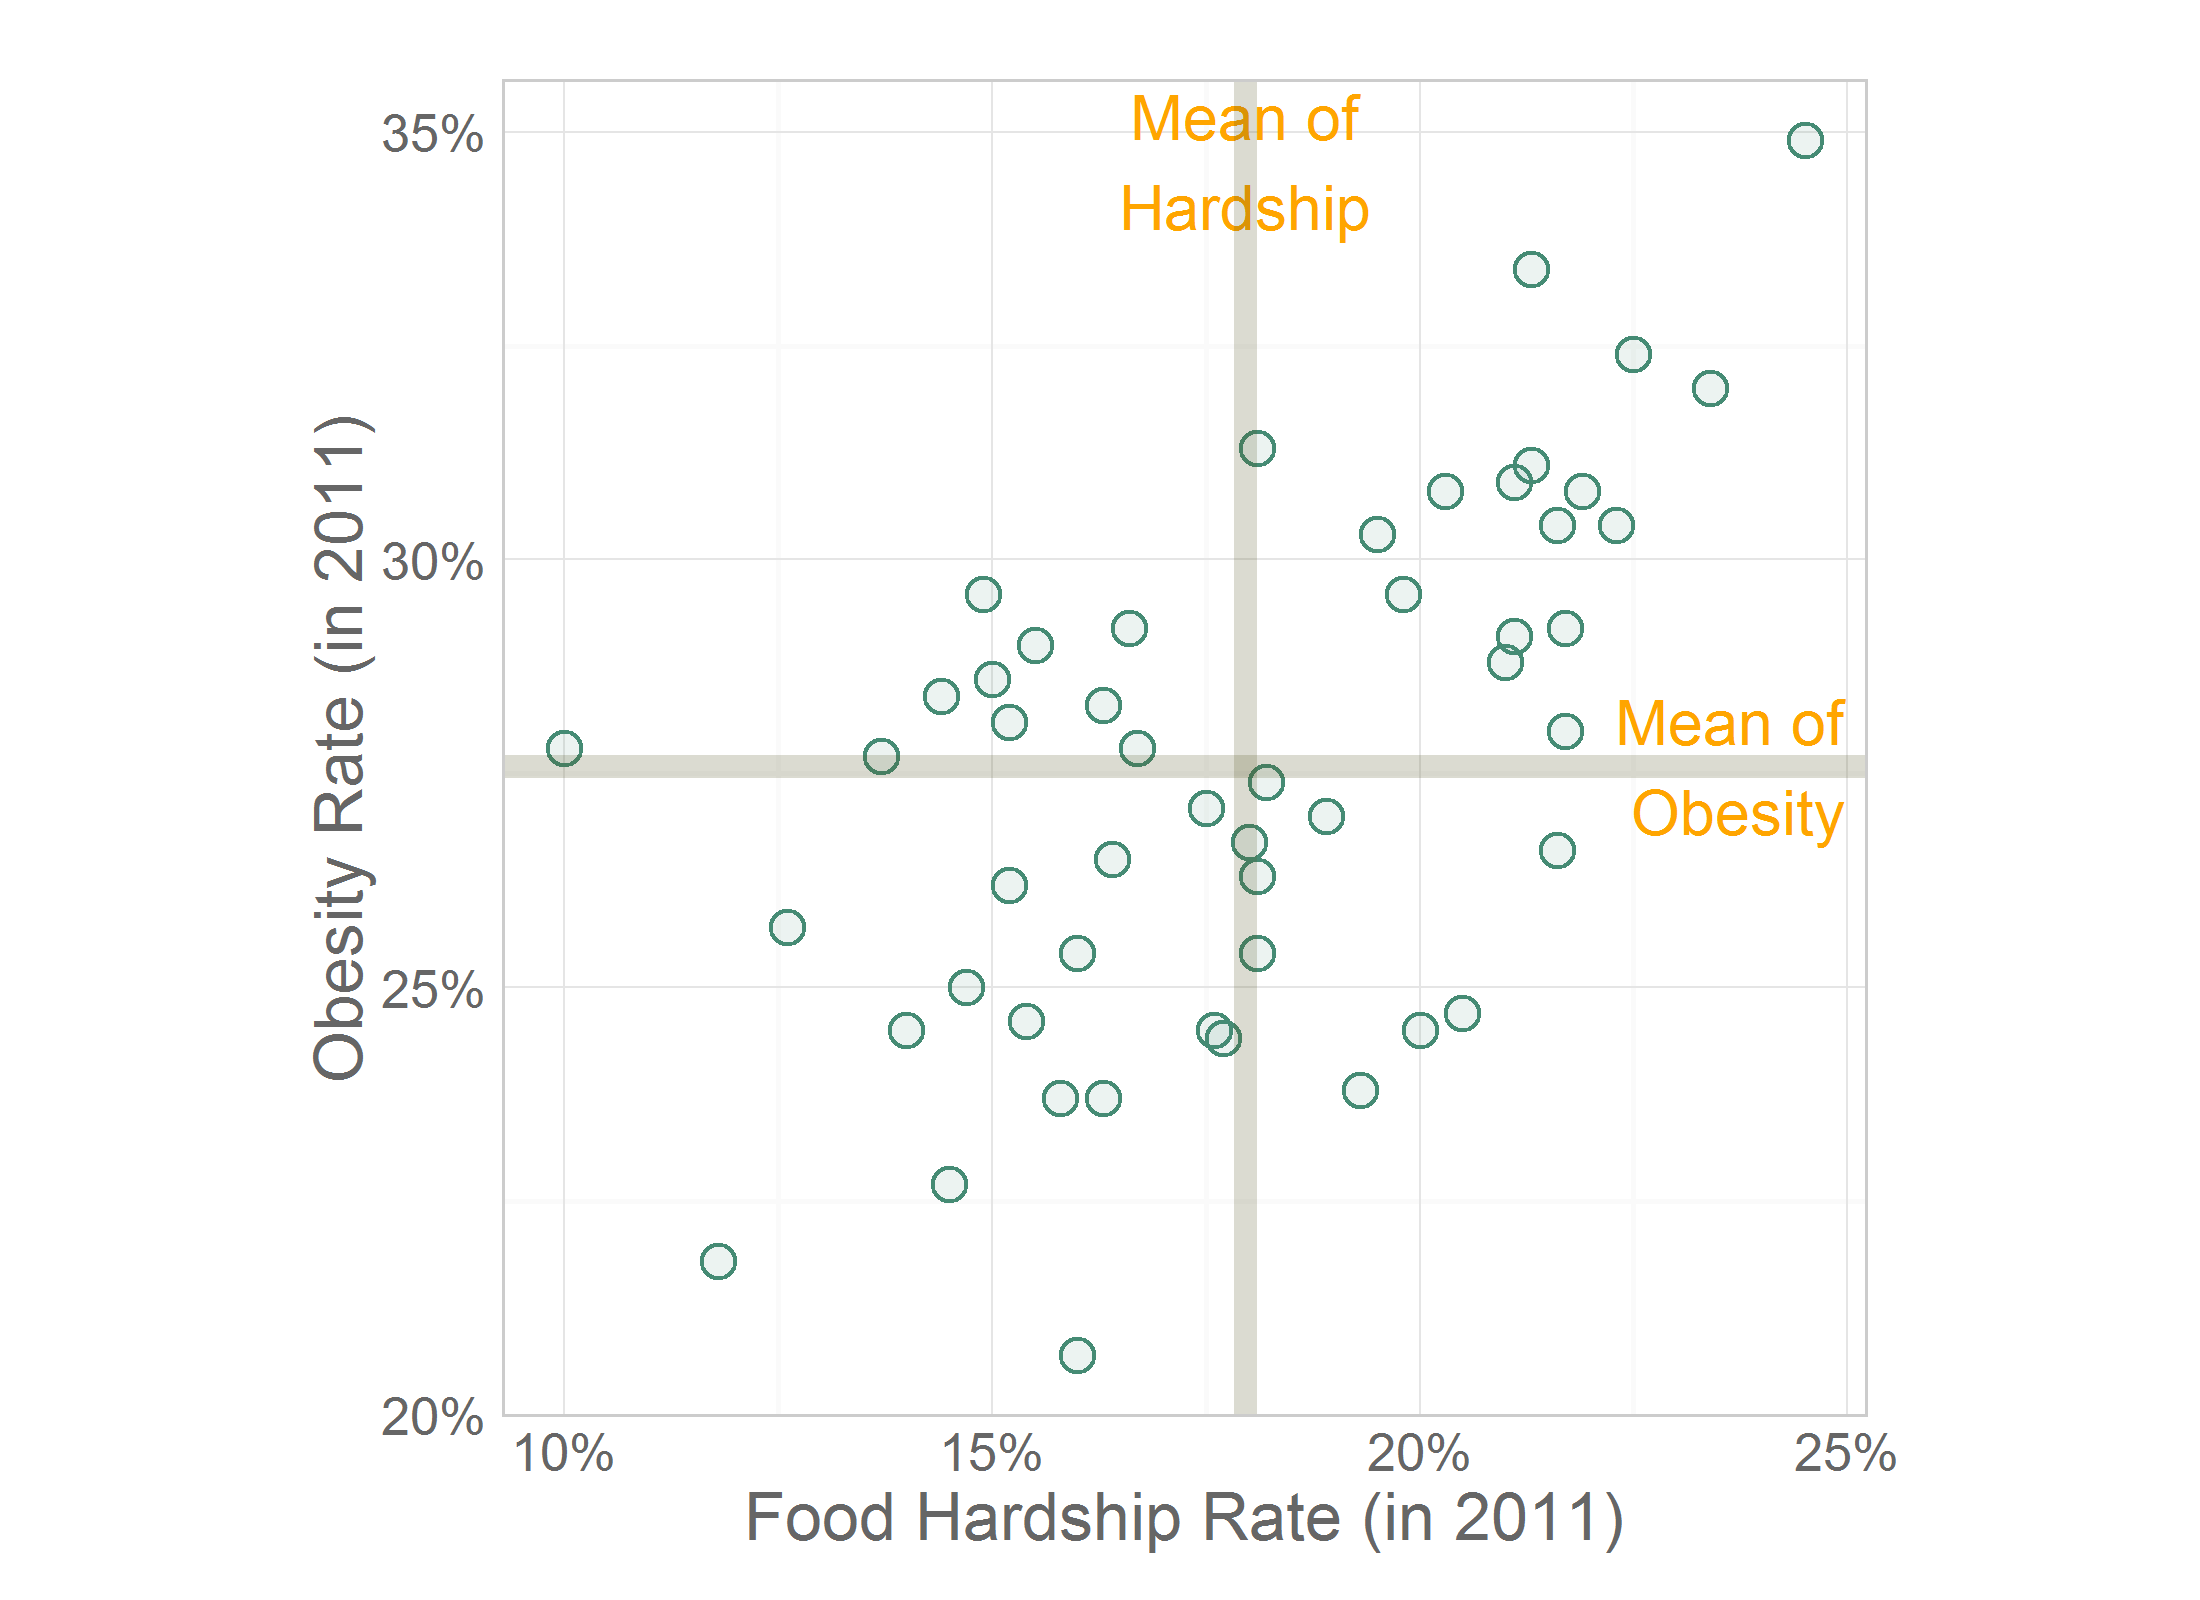 Mean of
Hardship
35%
30%
25%
20%
Obesity Rate (in 2011)
Mean of
Obesity
10%
15%
20%
25%
Food Hardship Rate (in 2011)